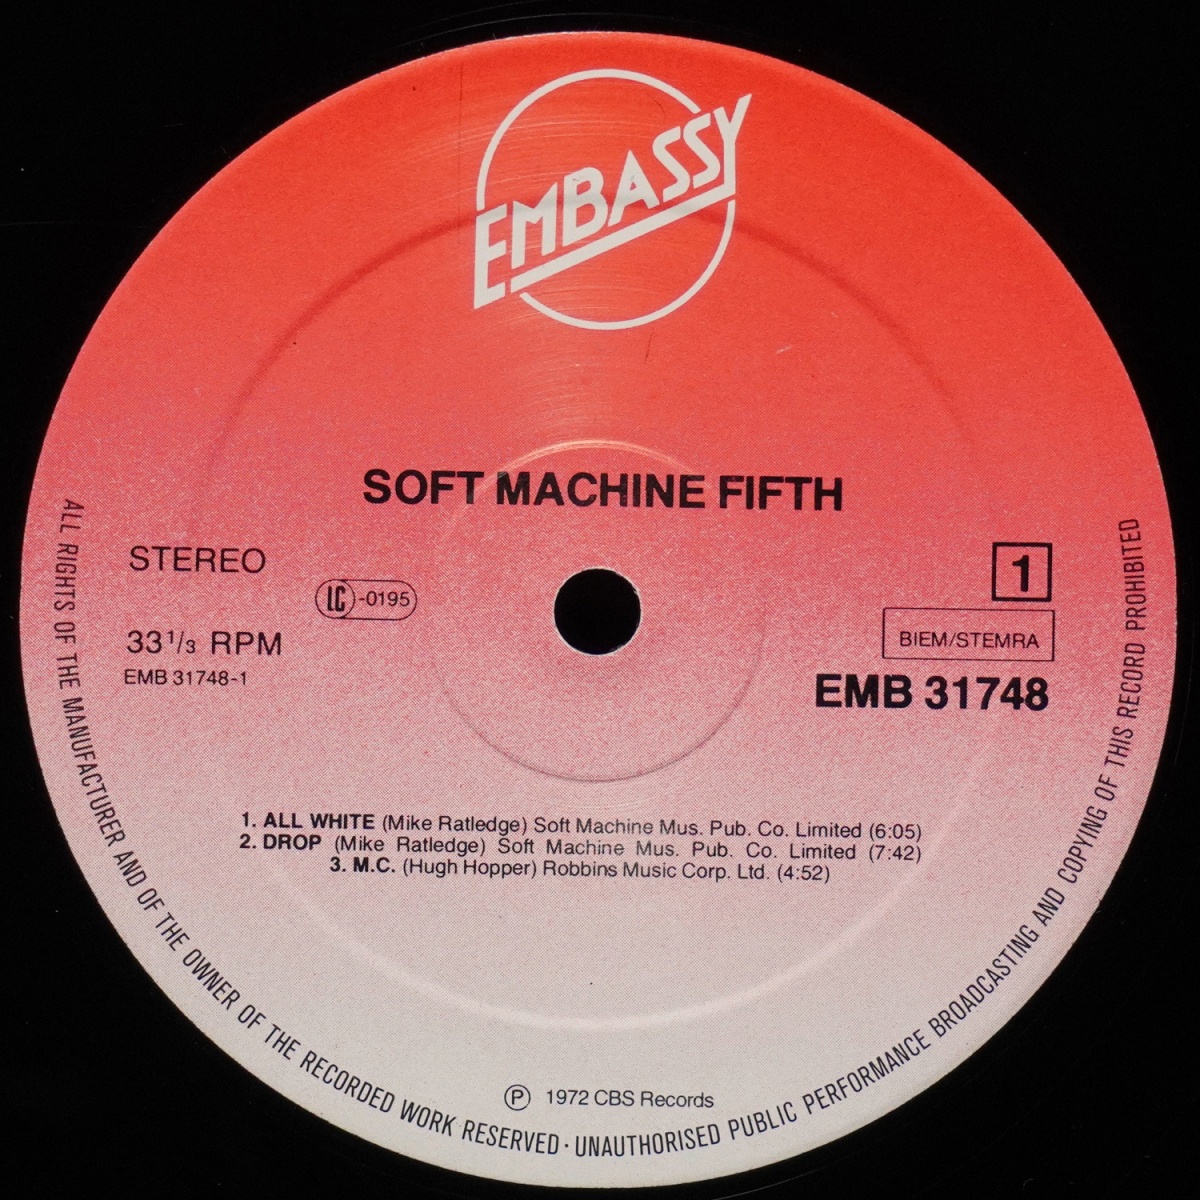 EMBASSY
SOFT MACHINE FIFTH
STEREO
1
LC-0195
BIEM/STEMRA
33 1/3 RPM
EMB 31748-1
EMB 31748
1. ALL WHITE (Mike Ratledge) Soft Machine Mus. Pub. Co. Limited (6:05)
2. DROP (Mike Ratledge) Soft Machine Mus. Pub. Co. Limited (7:42)
3. M.C. (Hugh Hopper) Robbins Music Corp. Ltd. (4:52)
Ⓟ 1972 CBS Records
ALL RIGHTS OF THE MANUFACTURER AND OF THE OWNER OF THE RECORDED WORK RESERVED · UNAUTHORISED PUBLIC PERFORMANCE BROADCASTING AND COPYING OF THIS RECORD PROHIBITED